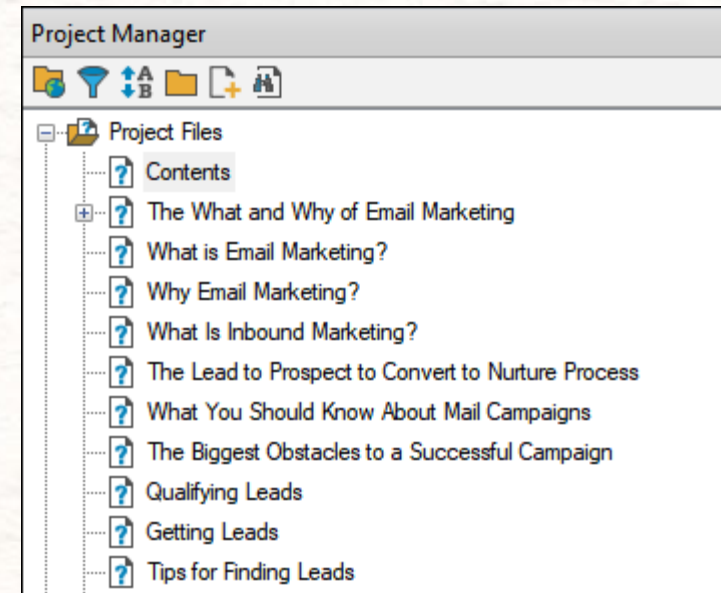 Project Manager
A
B
Project Files
Contents
The What and Why of Email Marketing
What is Email Marketing?
Why Email Marketing?
What Is Inbound Marketing?
The Lead to Prospect to Convert to Nurture Process
What You Should Know About Mail Campaigns
The Biggest Obstacles to a Successful Campaign
Qualifying Leads
Getting Leads
Tips for Finding Leads